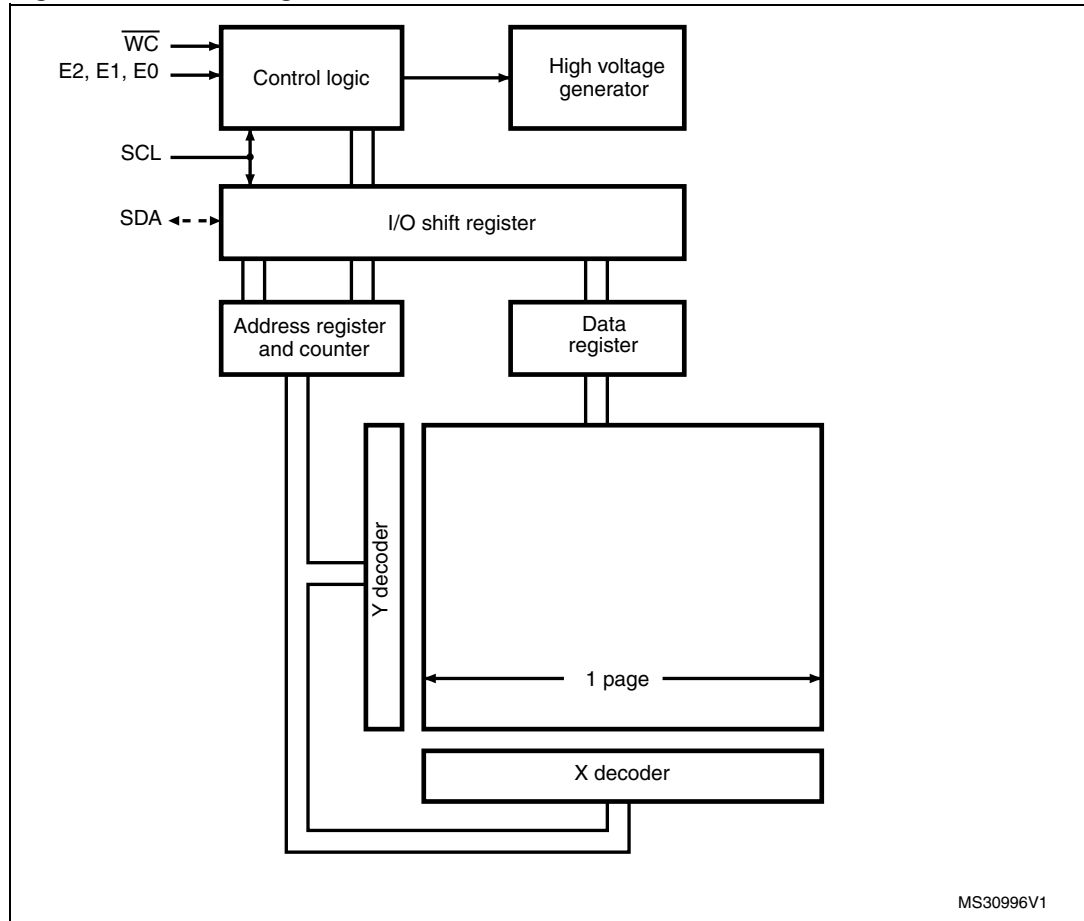 W̅C̅
E2, E1, E0
Control logic
High voltage
generator
SCL
SDA
I/O shift register
Address register
and counter
Data
register
Y decoder
1 page
X decoder
MS30996V1